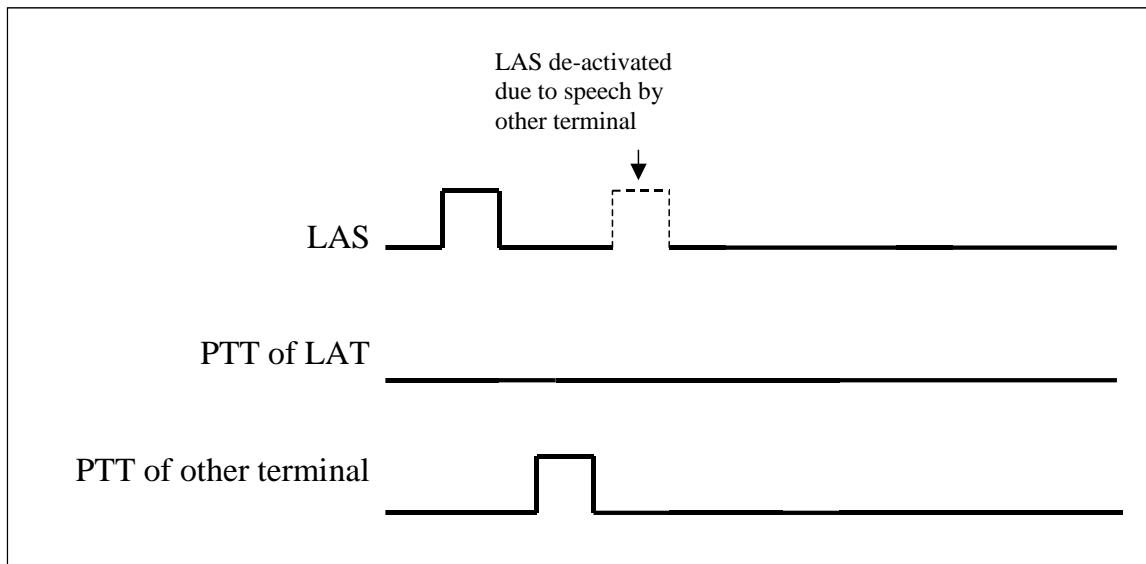 LAS de-activated
due to speech by
other terminal
LAS
PTT of LAT
PTT of other terminal